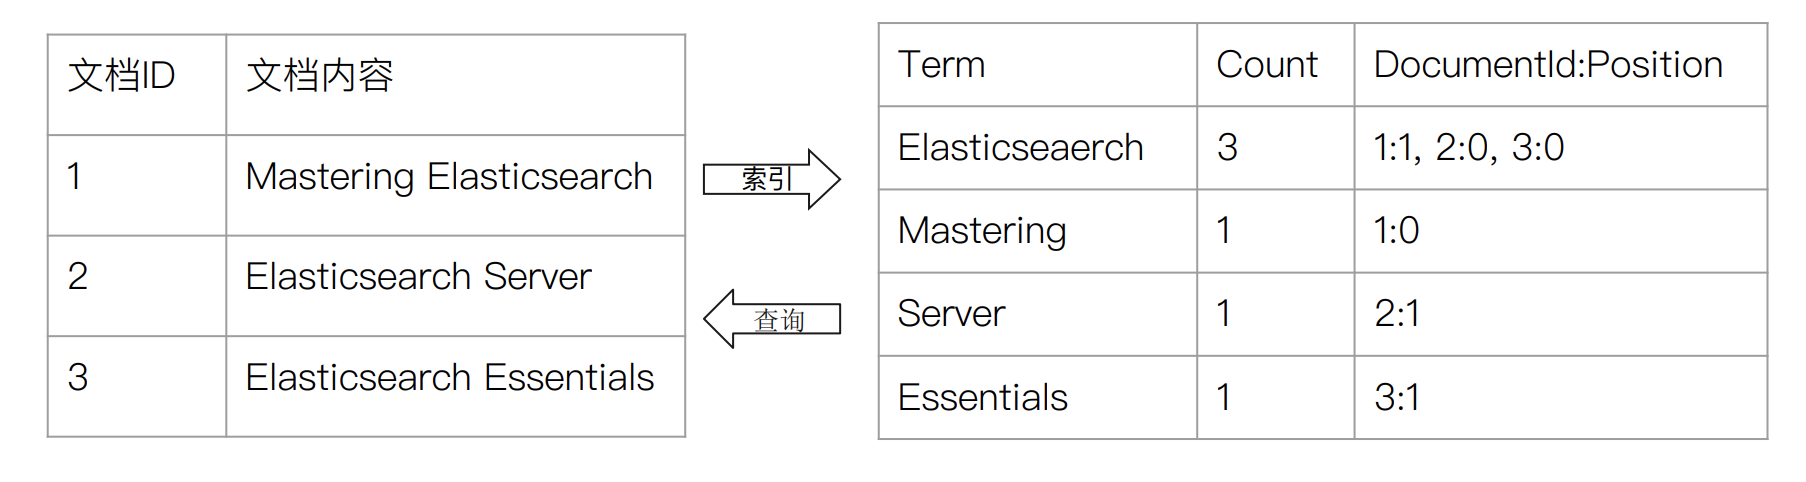 文档ID 文档内容
1 Mastering Elasticsearch
2 Elasticsearch Server
3 Elasticsearch Essentials
索引
查询
Term Count DocumentId:Position
Elasticseaerch 3 1:1, 2:0, 3:0
Mastering 1 1:0
Server 1 2:1
Essentials 1 3:1